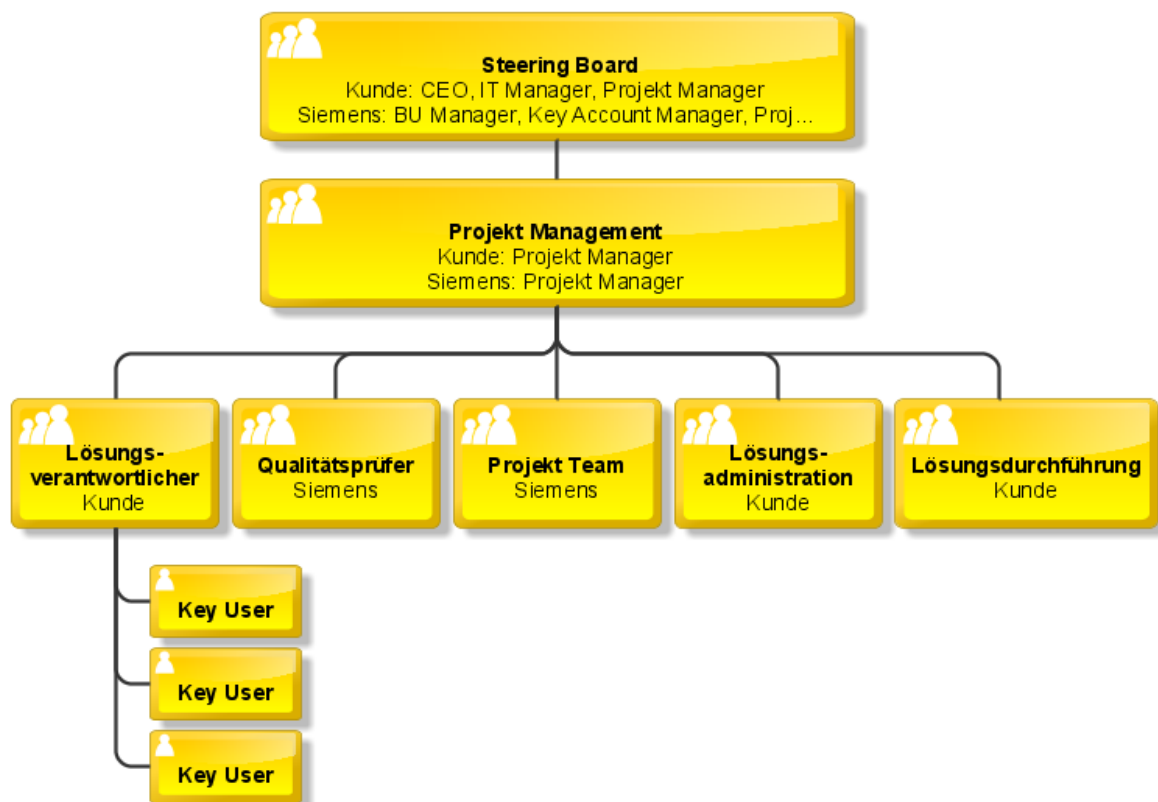 Steering Board
Kunde: CEO, IT Manager, Projekt Manager
Siemens: BU Manager, Key Account Manager, Proj...
Projekt Management
Kunde: Projekt Manager
Siemens: Projekt Manager
Lösungs-
verantwortlicher
Kunde
Qualitätsprüfer
Siemens
Projekt Team
Siemens
Lösungs-
administration
Kunde
Lösungsdurchführung
Kunde
Key User
Key User
Key User